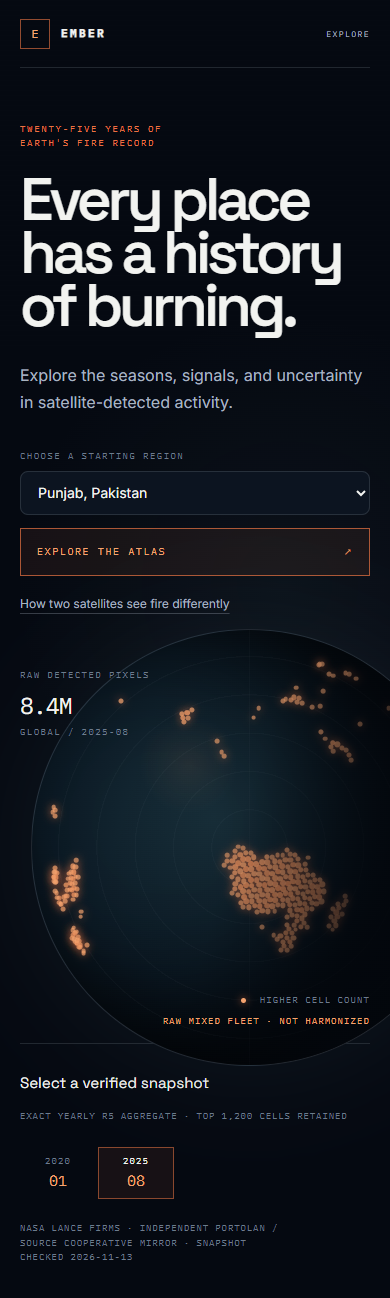 E EMBER EXPLORE
TWENTY-FIVE YEARS OF
EARTH'S FIRE RECORD
Every place
has a history
of burning.
Explore the seasons, signals, and uncertainty
in satellite-detected activity.
CHOOSE A STARTING REGION
Punjab, Pakistan
EXPLORE THE ATLAS ↗
How two satellites see fire differently
RAW DETECTED PIXELS
8.4M
GLOBAL / 2025-08
HIGHER CELL COUNT
RAW MIXED FLEET · NOT HARMONIZED
Select a verified snapshot
EXACT YEARLY R5 AGGREGATE · TOP 1,200 CELLS RETAINED
2020 2025
01 08
NASA LANCE FIRMS · INDEPENDENT PORTOLAN /
SOURCE COOPERATIVE MIRROR · SNAPSHOT
CHECKED 2026-11-13